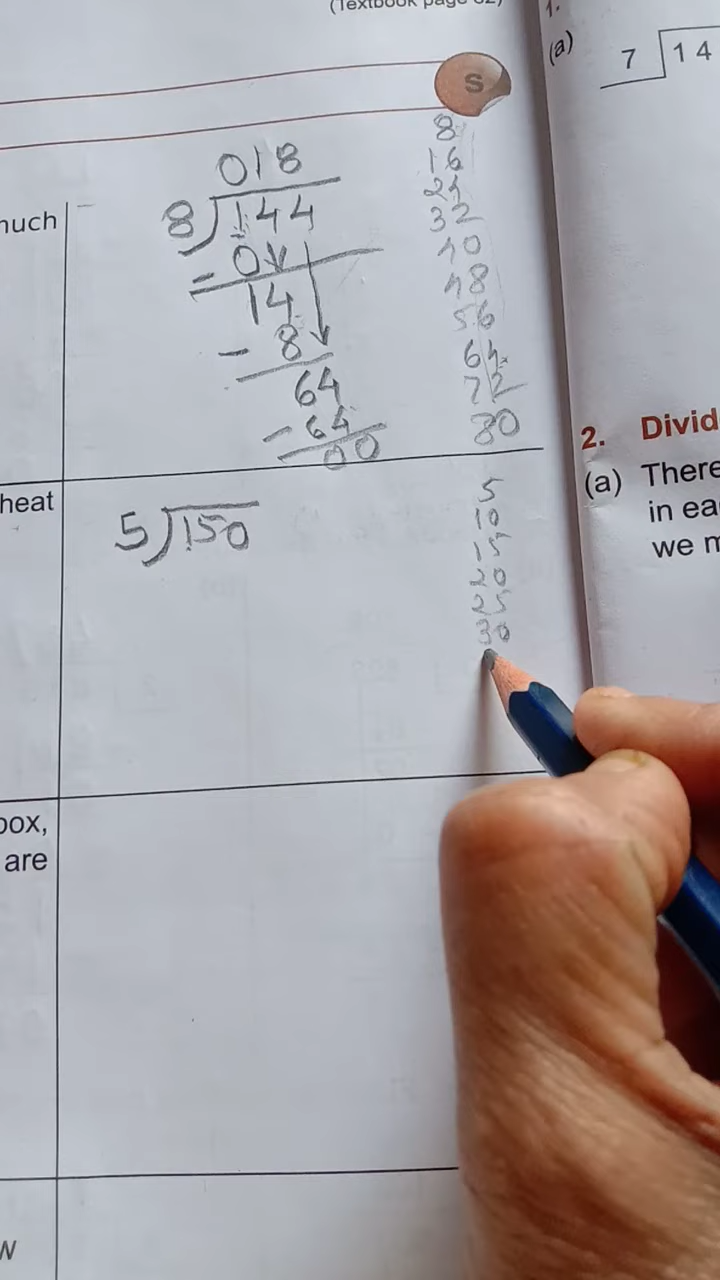 (Textbook page 62)
1.
(a)
7 14
S
much
018
8 144
0
14
- 8
64
- 64
00
8
16
24
32
40
48
56
64
72
80
2. Divid
(a) There
in ea
we m
heat
5 150
5
10
15
20
25
30
box,
are
w